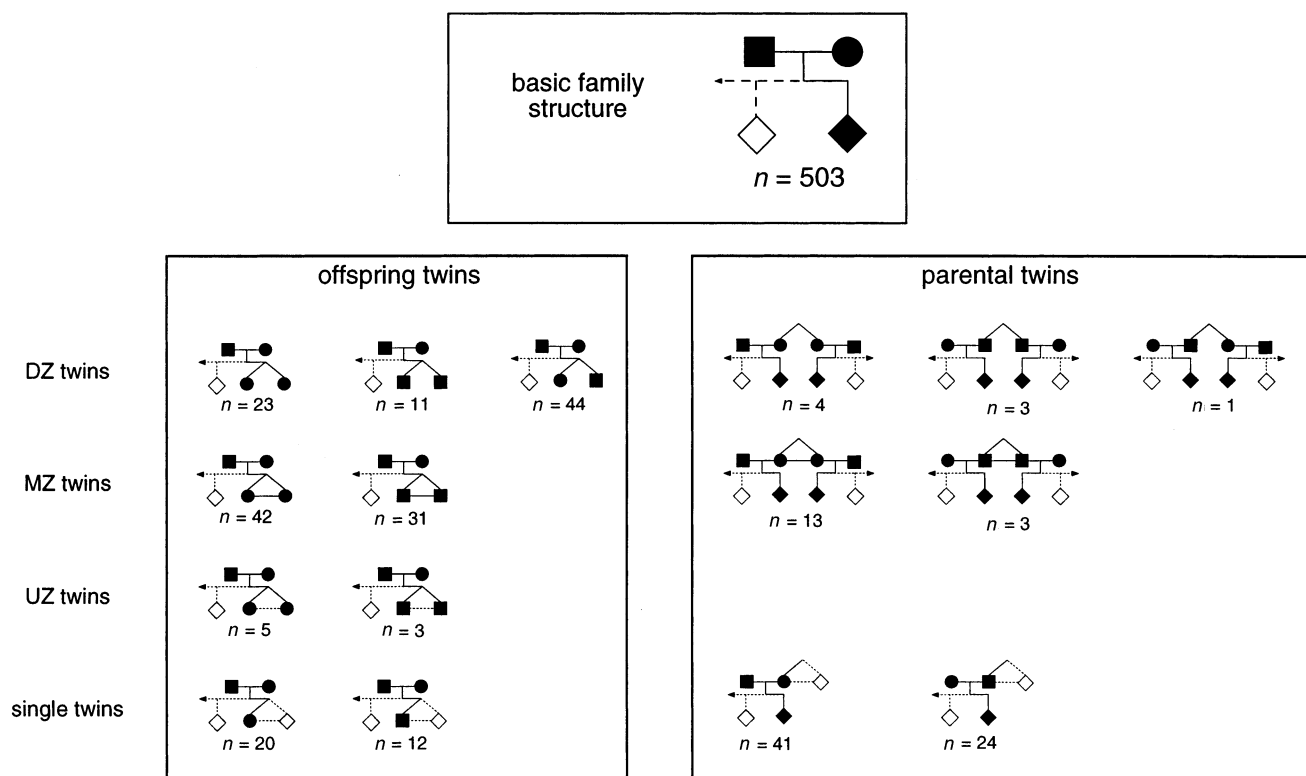 basic family
structure
n = 503
offspring twins
parental twins
DZ twins
n = 23
n = 11
n = 44
n = 4
n = 3
n = 1
MZ twins
n = 42
n = 31
n = 13
n = 3
UZ twins
n = 5
n = 3
single twins
n = 20
n = 12
n = 41
n = 24